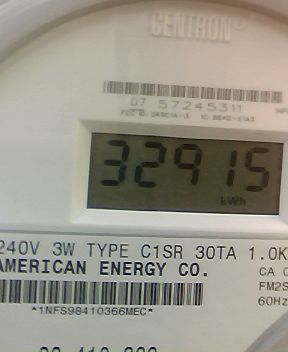 CENTRON®
07 57245311
32915
kWh
240V 3W TYPE C1SR 30TA 1.0K
AMERICAN ENERGY CO.
CA 0
FM2S
60Hz
*1NFS98410366MEC*